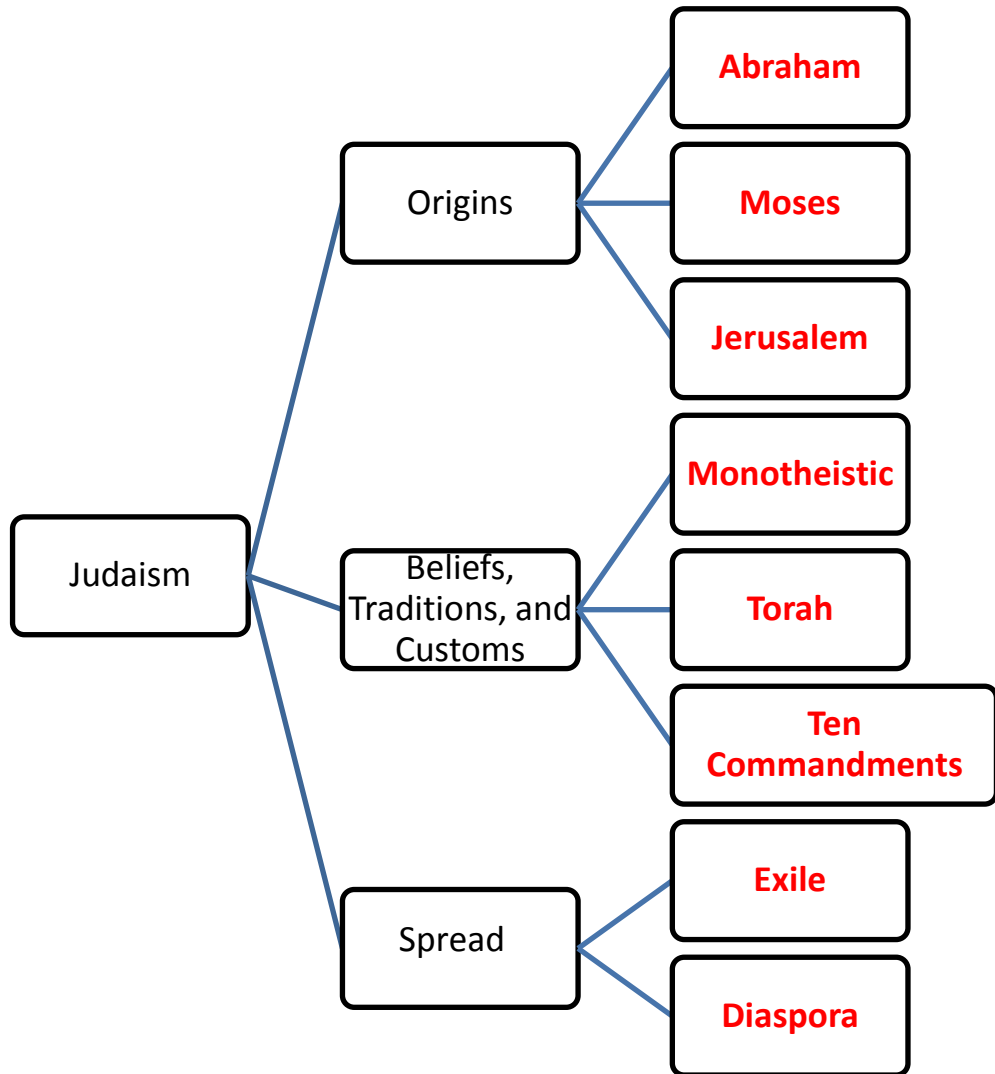 Judaism
Origins
Abraham
Moses
Jerusalem
Beliefs,
Traditions, and
Customs
Monotheistic
Torah
Ten
Commandments
Spread
Exile
Diaspora